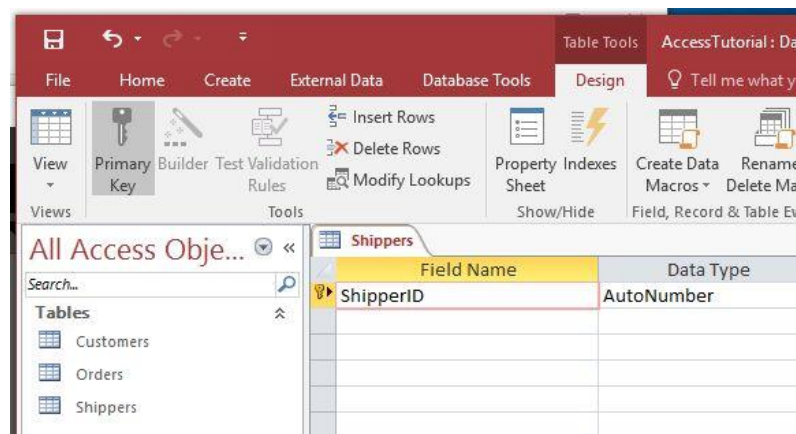 Table Tools AccessTutorial : Da
File Home Create External Data Database Tools Design Tell me what y
View Primary Key Builder Test Validation Rules Insert Rows Delete Rows Modify Lookups Property Sheet Indexes Create Data Macros Rename Delete Ma
Views Tools Show/Hide Field, Record & Table Ev
All Access Obje... « Shippers
Search...
Field Name Data Type
ShipperID AutoNumber
Tables
Customers
Orders
Shippers